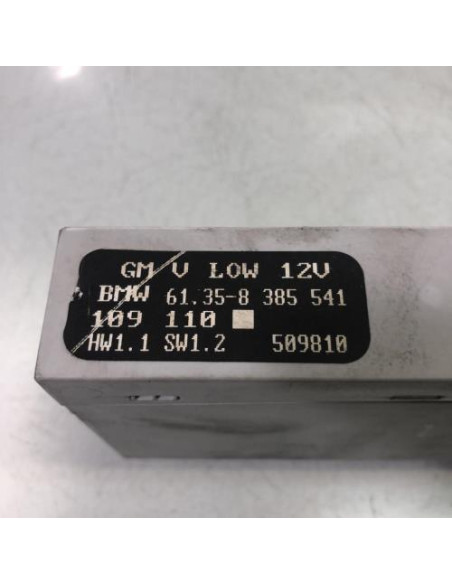 GM V LOW 12V
BMW 61.35-8 385 541
109 110
HW1.1 SW1.2 509810